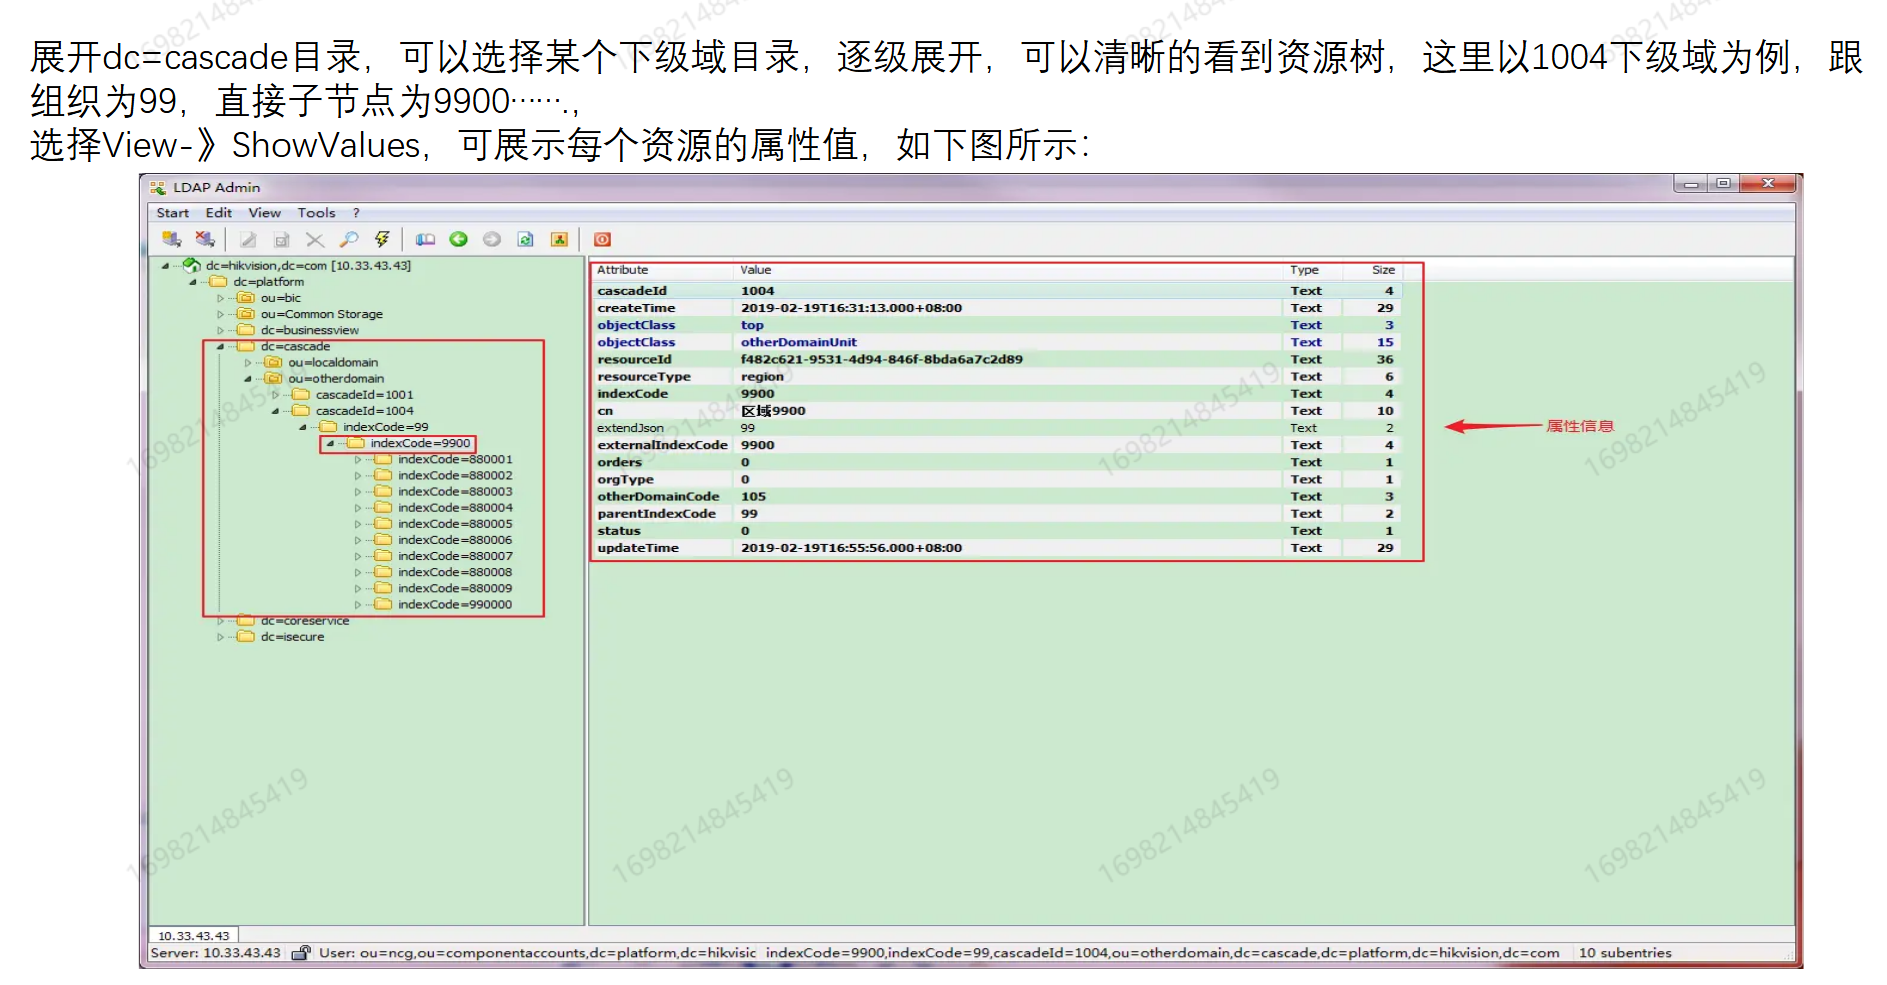 展开dc=cascade目录，可以选择某个下级域目录，逐级展开，可以清晰的看到资源树，这里以1004下级域为例，跟
组织为99，直接子节点为9900…….,
选择View-》ShowValues，可展示每个资源的属性值，如下图所示：
LDAP Admin
Start Edit View Tools ?
dc=hikvision,dc=com [10.33.43.43]
dc=platform
ou=bic
ou=Common Storage
dc=businessview
dc=cascade
ou=localdomain
ou=otherdomain
cascadeId=1001
cascadeId=1004
indexCode=99
indexCode=9900
indexCode=880001
indexCode=880002
indexCode=880003
indexCode=880004
indexCode=880005
indexCode=880006
indexCode=880007
indexCode=880008
indexCode=880009
indexCode=990000
dc=coreservice
dc=isecure
Attribute Value Type Size
cascadeId 1004 Text 4
createTime 2019-02-19T16:31:13.000+08:00 Text 29
objectClass top Text 3
objectClass otherDomainUnit Text 15
resourceId f482c621-9531-4d94-846f-8bda6a7c2d89 Text 36
resourceType region Text 6
indexCode 9900 Text 4
cn 区域9900 Text 10
extendJson 99 Text 2
externalIndexCode 9900 Text 4
orders 0 Text 1
orgType 0 Text 1
otherDomainCode 105 Text 3
parentIndexCode 99 Text 2
status 0 Text 1
updateTime 2019-02-19T16:55:56.000+08:00 Text 29
属性信息
10.33.43.43
Server: 10.33.43.43 User: ou=ncg,ou=componentaccounts,dc=platform,dc=hikvisic indexCode=9900,indexCode=99,cascadeId=1004,ou=otherdomain,dc=cascade,dc=platform,dc=hikvision,dc=com 10 subentries
1698214845419
1698214845419
1698214845419
1698214845419
1698214845419
1698214845419
1698214845419
1698214845419